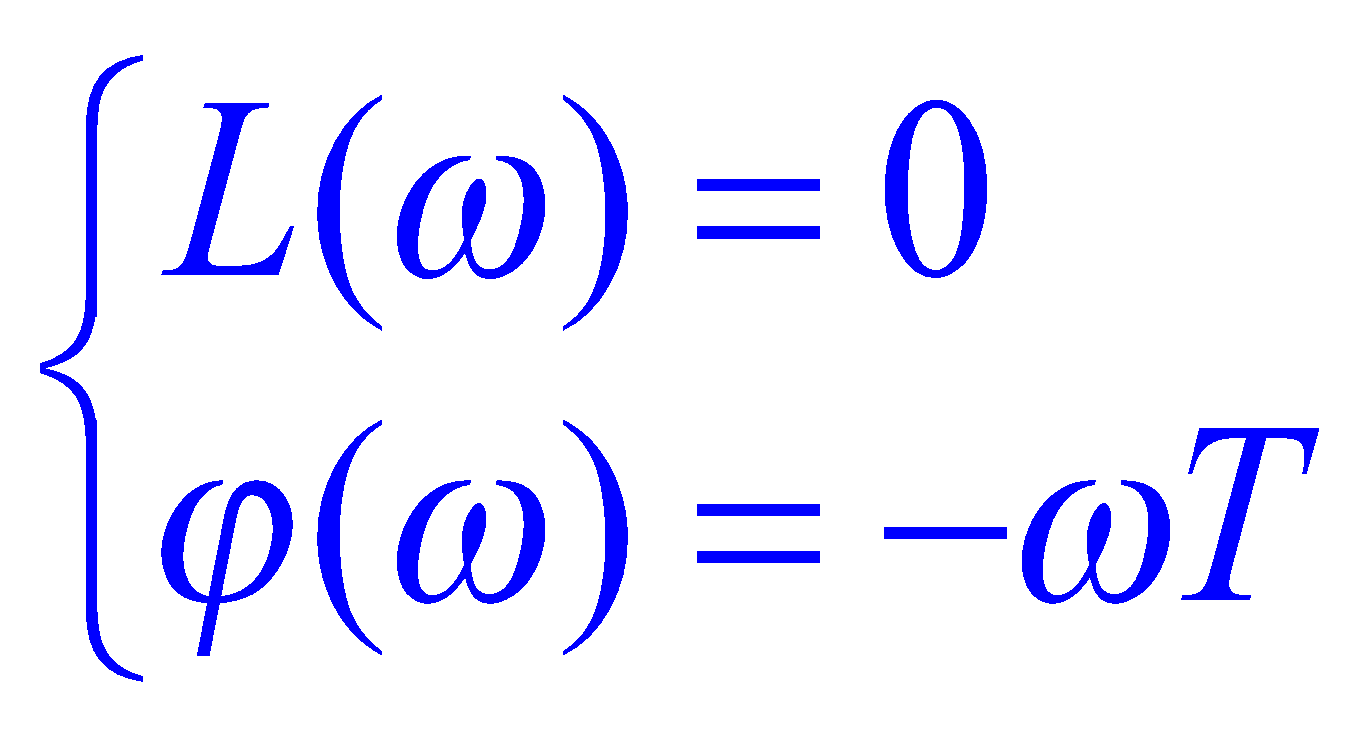 L(ω) = 0
φ(ω) = −ωT